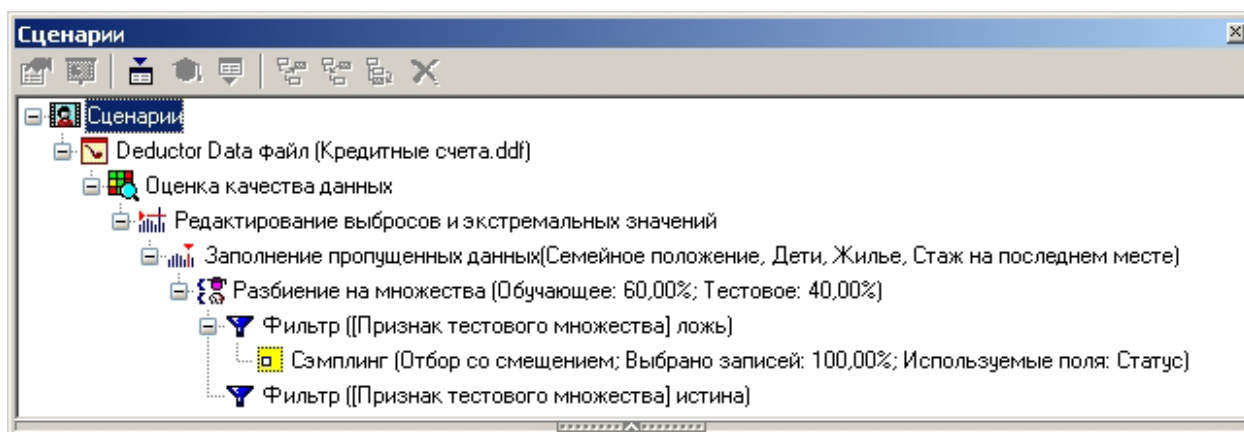 Сценарии
Сценарии
Deductor Data файл (Кредитные счета.ddf)
Оценка качества данных
Редактирование выбросов и экстремальных значений
Заполнение пропущенных данных(Семейное положение, Дети, Жилье, Стаж на последнем месте)
Разбиение на множества (Обучающее: 60,00%; Тестовое: 40,00%)
Фильтр ([Признак тестового множества] ложь)
Сэмплинг (Отбор со смещением; Выбрано записей: 100,00%; Используемые поля: Статус)
Фильтр ([Признак тестового множества] истина)